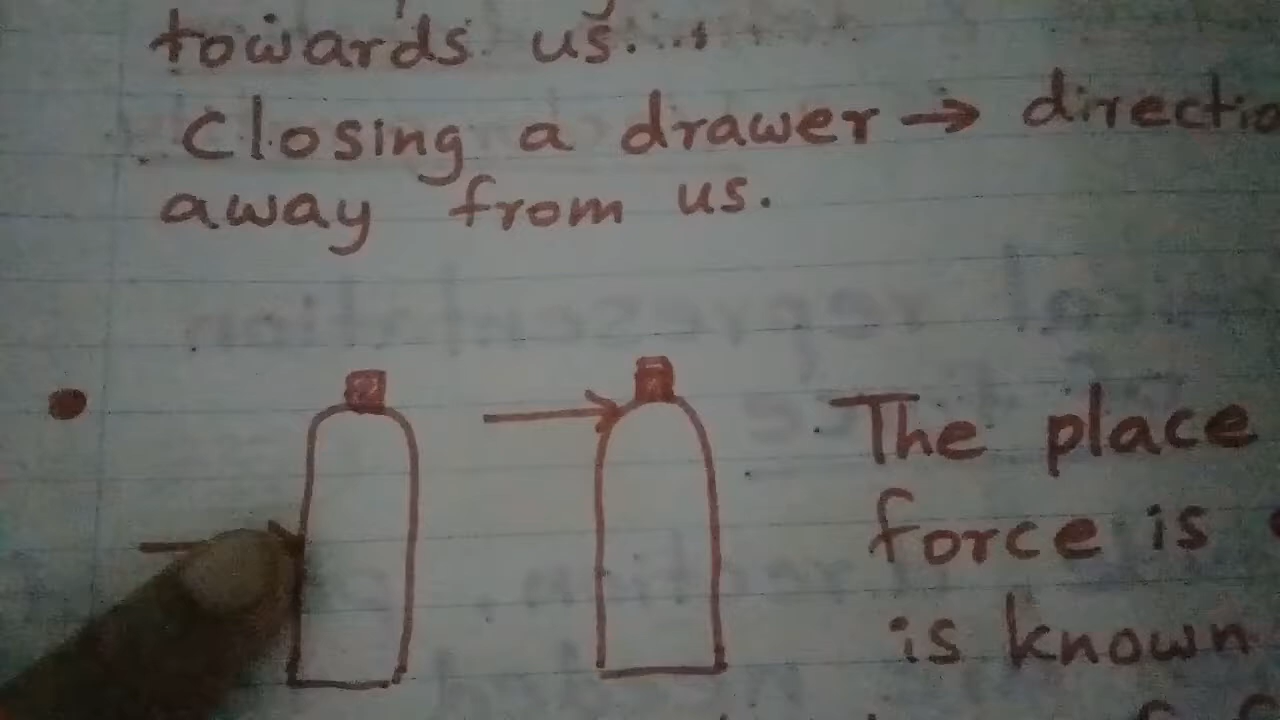 towards us.
Closing a drawer → directio
away from us.
The place
force is
is known